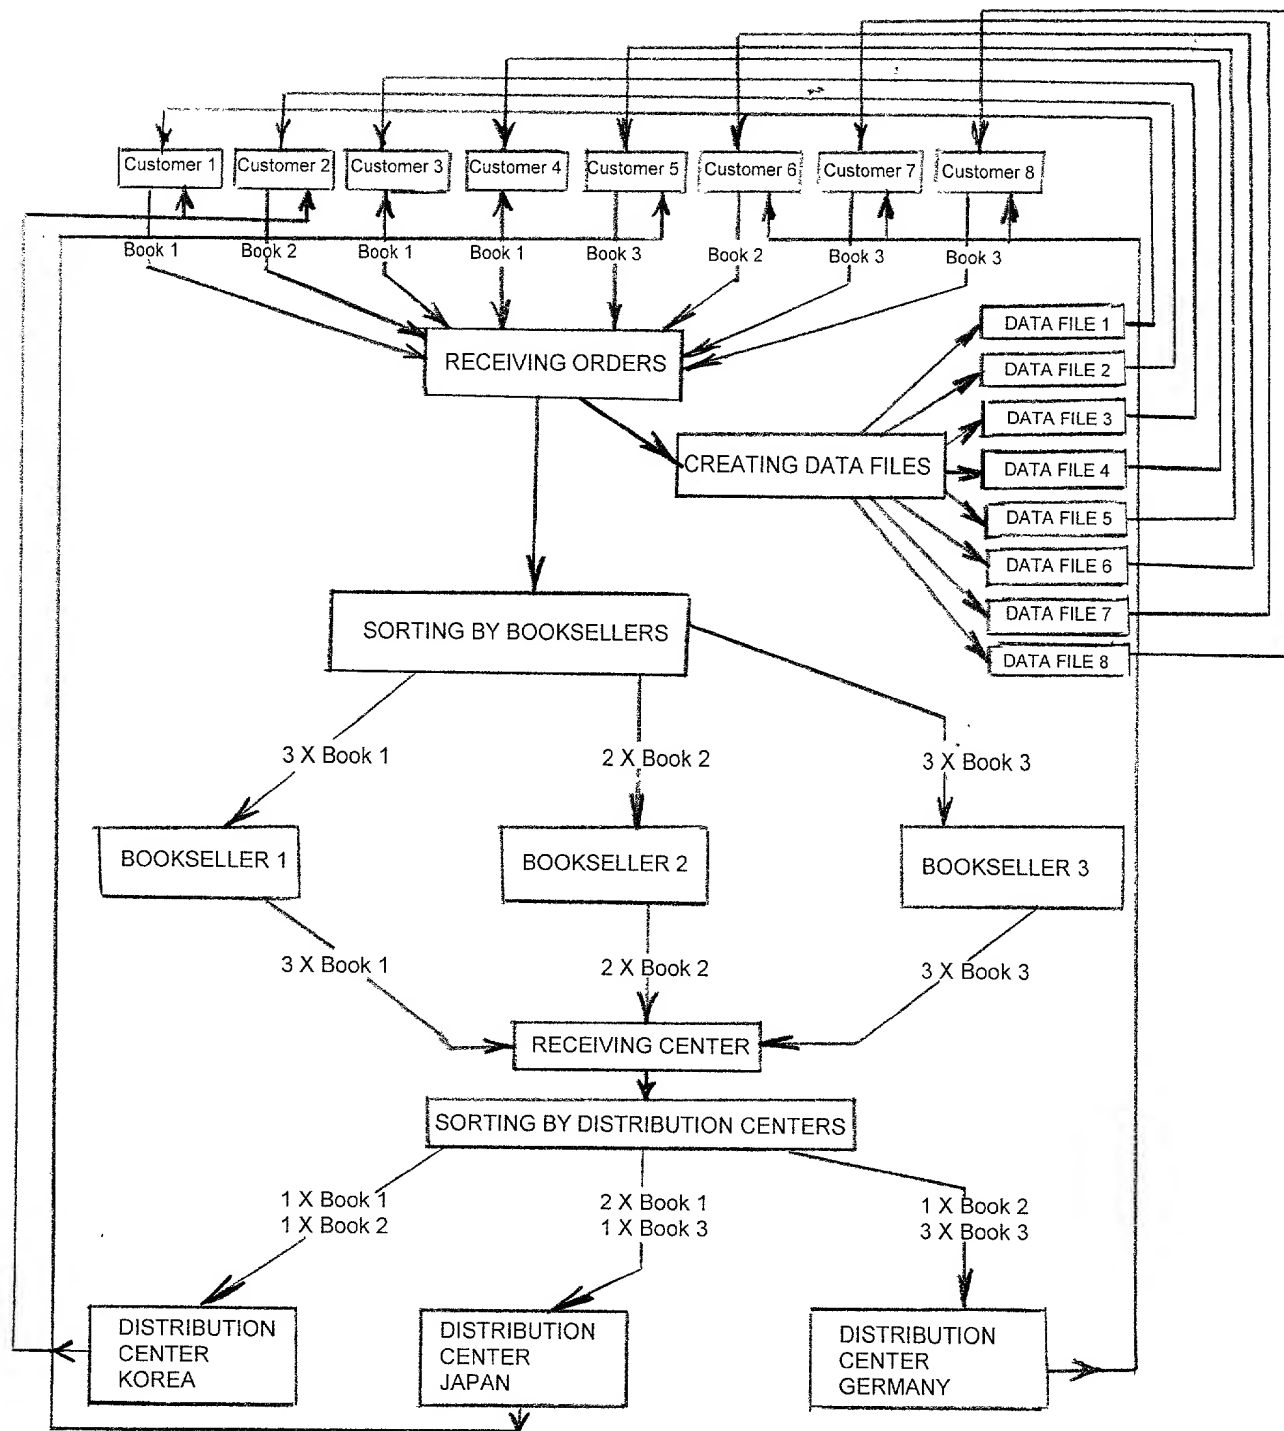 Customer 1
Customer 2
Customer 3
Customer 4
Customer 5
Customer 6
Customer 7
Customer 8
Book 1
Book 2
Book 1
Book 1
Book 3
Book 2
Book 3
Book 3
RECEIVING ORDERS
DATA FILE 1
DATA FILE 2
DATA FILE 3
DATA FILE 4
DATA FILE 5
DATA FILE 6
DATA FILE 7
DATA FILE 8
CREATING DATA FILES
SORTING BY BOOKSELLERS
3 X Book 1
2 X Book 2
3 X Book 3
BOOKSELLER 1
BOOKSELLER 2
BOOKSELLER 3
3 X Book 1
2 X Book 2
3 X Book 3
RECEIVING CENTER
SORTING BY DISTRIBUTION CENTERS
1 X Book 1
1 X Book 2
2 X Book 1
1 X Book 3
1 X Book 2
3 X Book 3
DISTRIBUTION
CENTER
KOREA
DISTRIBUTION
CENTER
JAPAN
DISTRIBUTION
CENTER
GERMANY